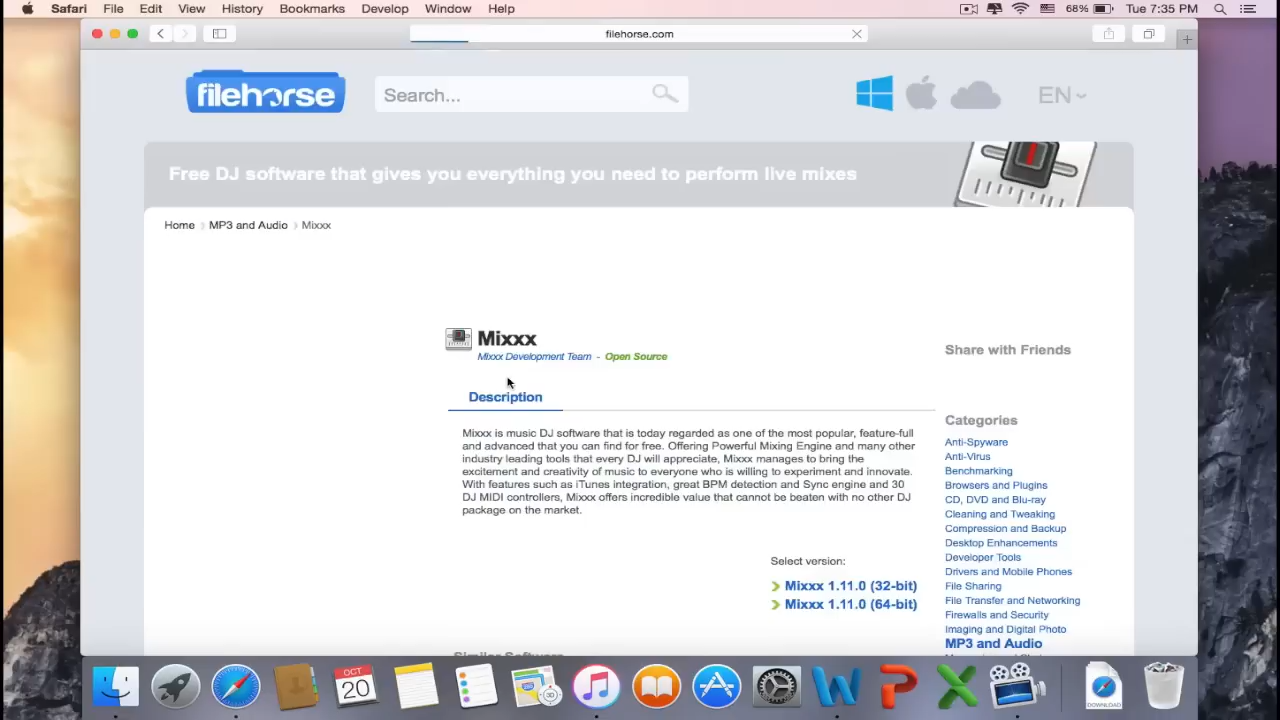 Safari File Edit View History Bookmarks Develop Window Help 68% Tue 7:35 PM
filehorse.com
filehorse Search... EN
Free DJ software that gives you everything you need to perform live mixes
Home MP3 and Audio Mixxx
Mixxx
Mixxx Development Team - Open Source
Description
Mixxx is music DJ software that is today regarded as one of the most popular, feature-full
and advanced that you can find for free. Offering Powerful Mixing Engine and many other
industry leading tools that every DJ will appreciate, Mixxx manages to bring the
excitement and creativity of music to everyone who is willing to experiment and innovate.
With features such as iTunes integration, great BPM detection and Sync engine and 30
DJ MIDI controllers, Mixxx offers incredible value that cannot be beaten with no other DJ
package on the market.
Select version:
Mixxx 1.11.0 (32-bit)
Mixxx 1.11.0 (64-bit)
Similar Software
Share with Friends
Categories
Anti-Spyware
Anti-Virus
Benchmarking
Browsers and Plugins
CD, DVD and Blu-ray
Cleaning and Tweaking
Compression and Backup
Desktop Enhancements
Developer Tools
Drivers and Mobile Phones
File Sharing
File Transfer and Networking
Firewalls and Security
Imaging and Digital Photo
MP3 and Audio
OCT
20
DOWNLOAD